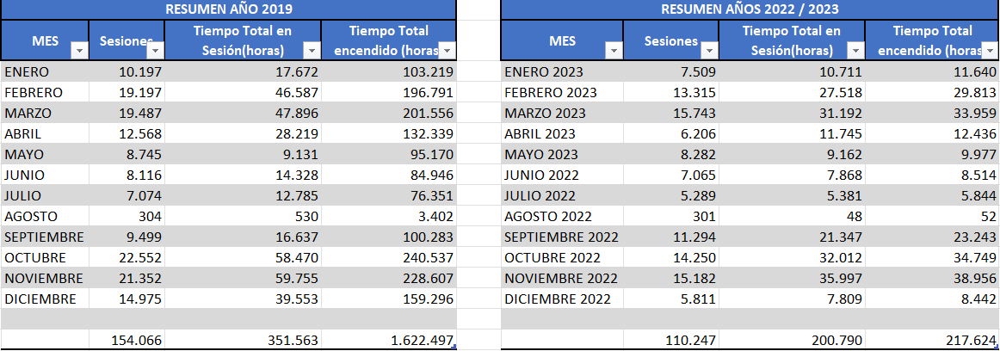 RESUMEN AÑO 2019 RESUMEN AÑOS 2022 / 2023
MES Sesiones Tiempo Total en Sesión(horas) Tiempo Total encendido (horas MES Sesiones Tiempo Total en Sesión(horas) Tiempo Total encendido (horas
ENERO 10.197 17.672 103.219 ENERO 2023 7.509 10.711 11.640
FEBRERO 19.197 46.587 196.791 FEBRERO 2023 13.315 27.518 29.813
MARZO 19.487 47.896 201.556 MARZO 2023 15.743 31.192 33.959
ABRIL 12.568 28.219 132.339 ABRIL 2023 6.206 11.745 12.436
MAYO 8.745 9.131 95.170 MAYO 2023 8.282 9.162 9.977
JUNIO 8.116 14.328 84.946 JUNIO 2022 7.065 7.868 8.514
JULIO 7.074 12.785 76.351 JULIO 2022 5.289 5.381 5.844
AGOSTO 304 530 3.402 AGOSTO 2022 301 48 52
SEPTIEMBRE 9.499 16.637 100.283 SEPTIEMBRE 2022 11.294 21.347 23.243
OCTUBRE 22.552 58.470 240.537 OCTUBRE 2022 14.250 32.012 34.749
NOVIEMBRE 21.352 59.755 228.607 NOVIEMBRE 2022 15.182 35.997 38.956
DICIEMBRE 14.975 39.553 159.296 DICIEMBRE 2022 5.811 7.809 8.442
154.066 351.563 1.622.497 110.247 200.790 217.624